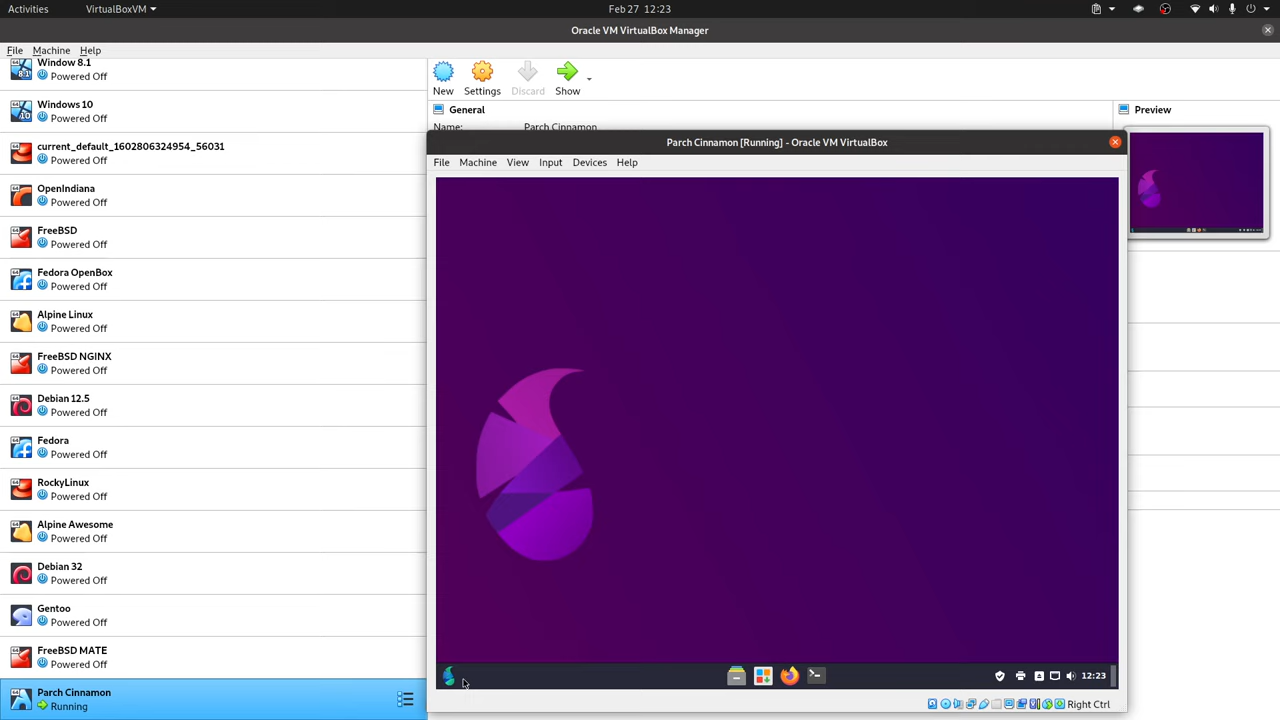 Activities
VirtualBoxVM
Feb 27 12:23
Oracle VM VirtualBox Manager
File Machine Help
Window 8.1
Powered Off
Windows 10
Powered Off
current_default_1602806324954_56031
Powered Off
OpenIndiana
Powered Off
FreeBSD
Powered Off
Fedora OpenBox
Powered Off
Alpine Linux
Powered Off
FreeBSD NGINX
Powered Off
Debian 12.5
Powered Off
Fedora
Powered Off
RockyLinux
Powered Off
Alpine Awesome
Powered Off
Debian 32
Powered Off
Gentoo
Powered Off
FreeBSD MATE
Powered Off
Parch Cinnamon
Running
New Settings Discard Show
General
Name: Parch Cinnamon
Preview
Parch Cinnamon [Running] - Oracle VM VirtualBox
File Machine View Input Devices Help
12:23
Right Ctrl